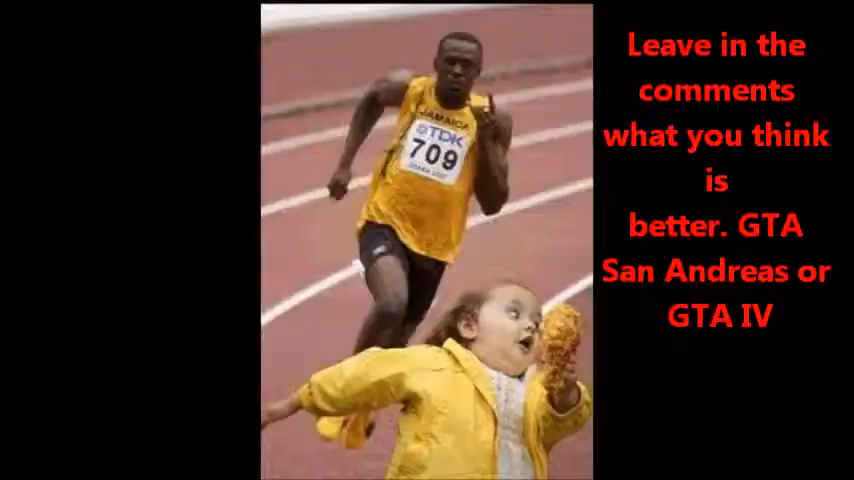 JAMAICA
TDK
709
Leave in the
comments
what you think
is
better. GTA
San Andreas or
GTA IV